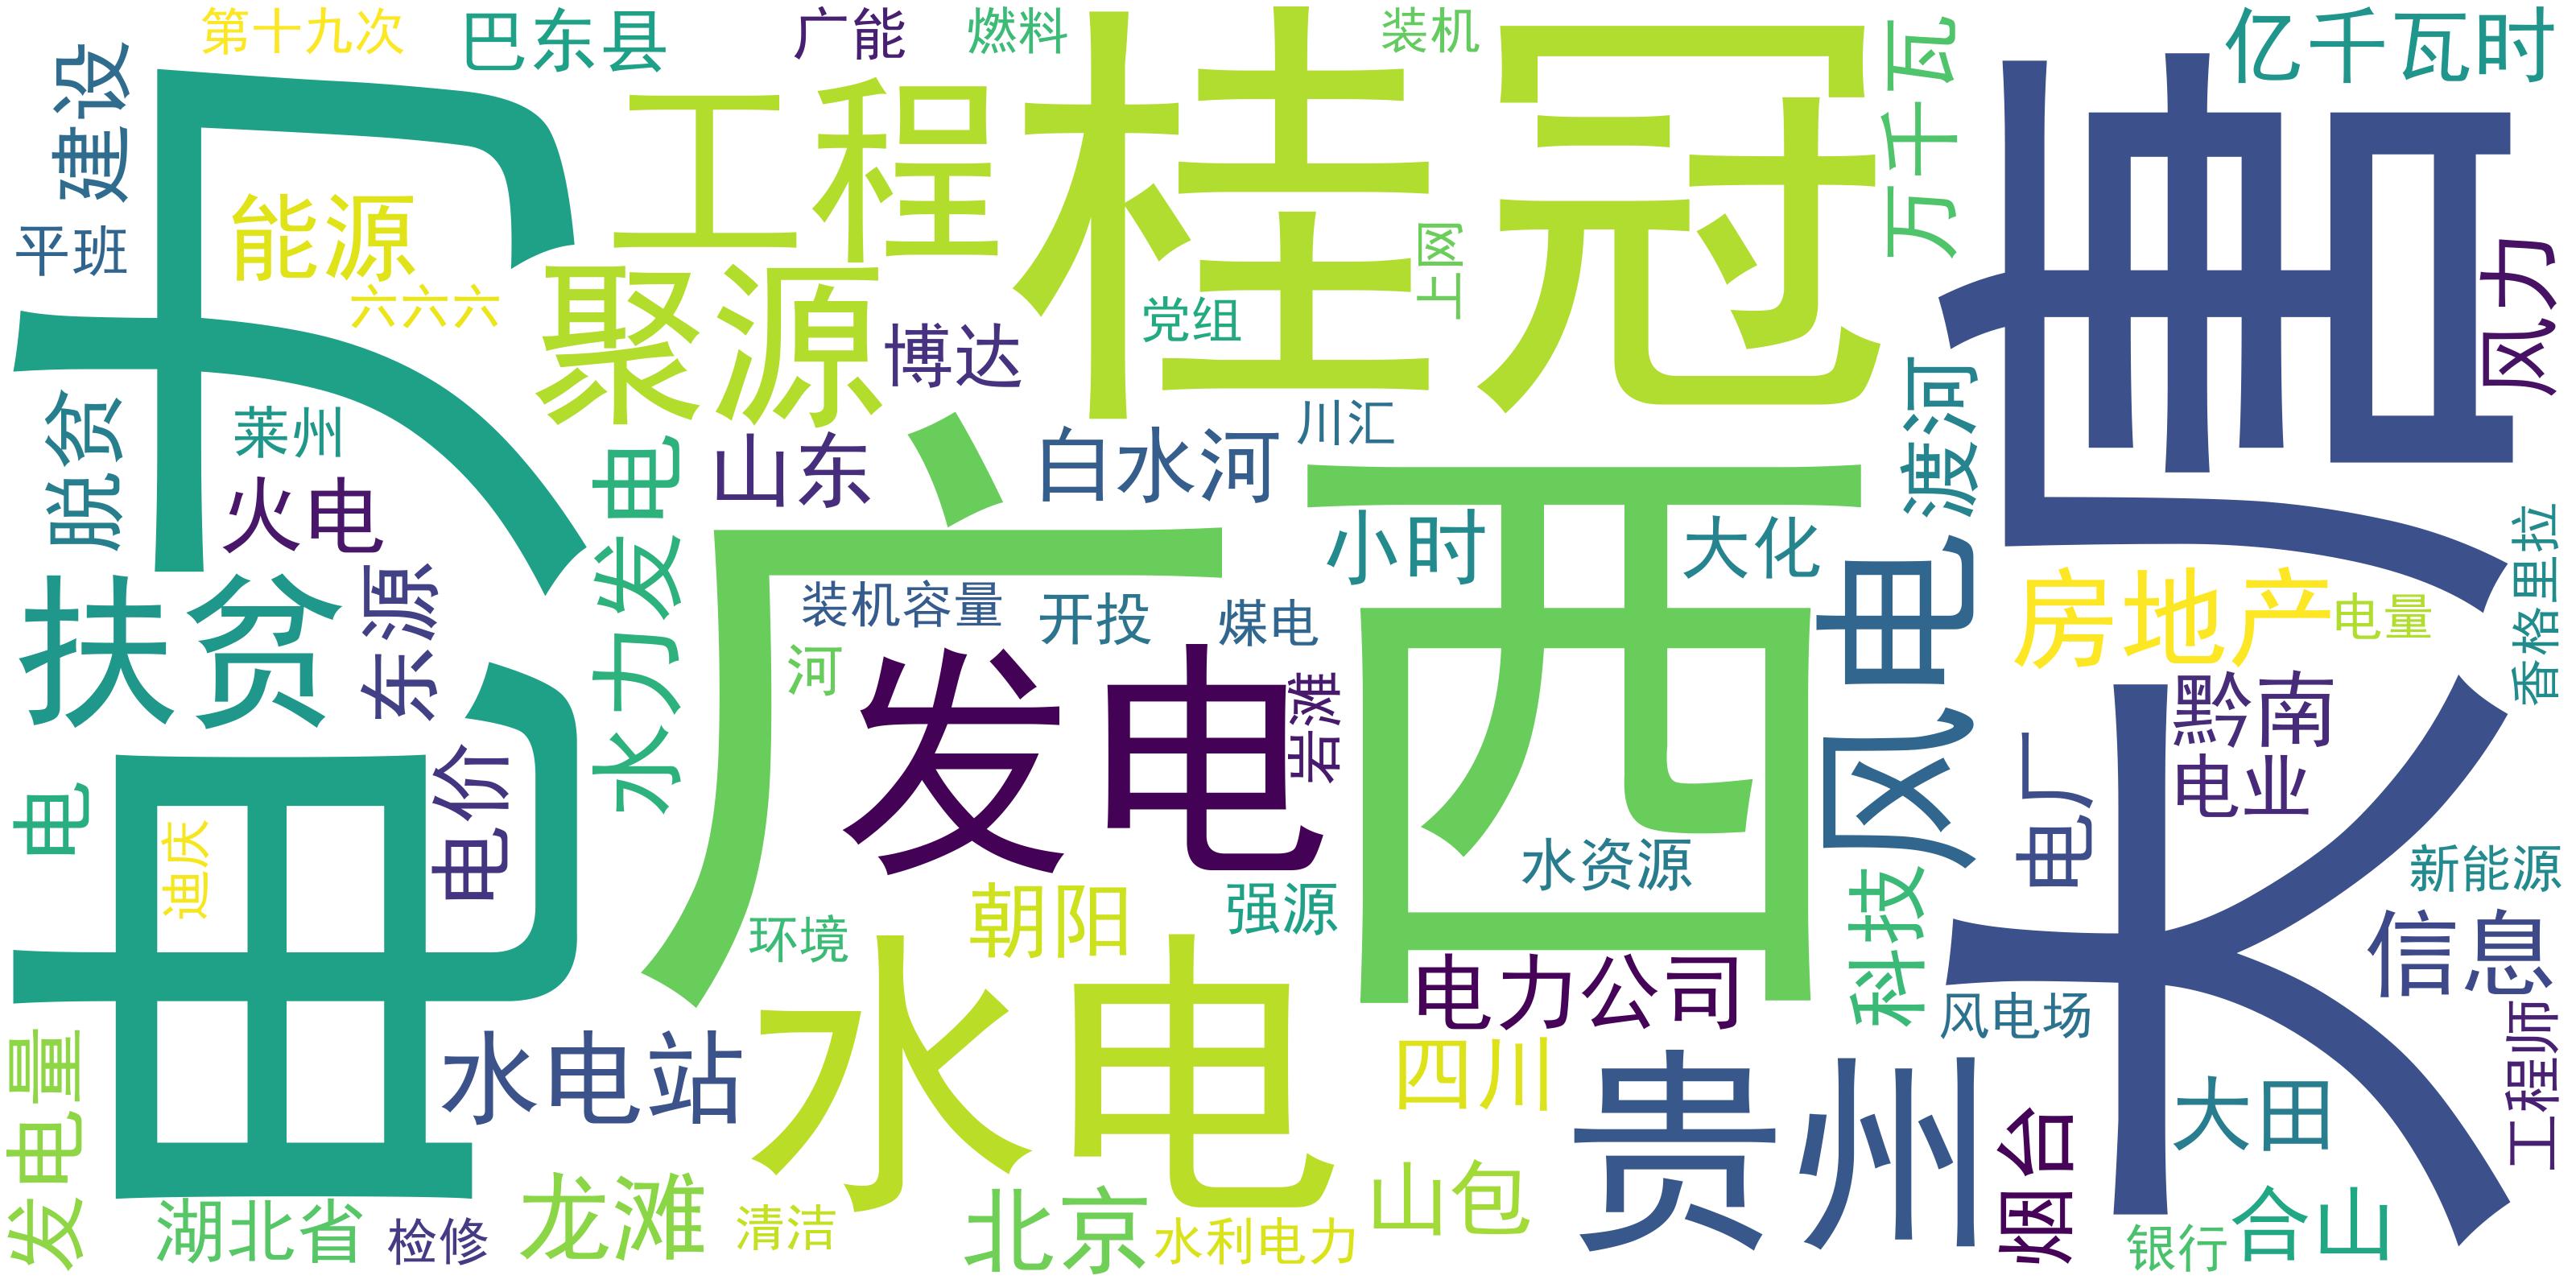 第十九次
巴东县
广能
燃料
桂冠
装机
万千瓦
亿千瓦时
建设
电力
工程
大唐
平班
能源
六六六
聚源
博达
党组
上网
风力
脱贫
莱州
火电
水力发电
山东
广西
白水河
川汇
小时
大化
渡河
风电
香格里拉
扶贫
东源
装机容量
开投
煤电
房地产
电量
河
发电
岩滩
黔南
电业
电厂
电
迪庆
电价
朝阳
强源
水资源
科技
新能源
环境
水电
电力公司
信息
风电场
发电量
水电站
四川
贵州
烟台
大田
工程师
湖北省
检修
龙滩
清洁
北京
水利电力
山包
银行
合山